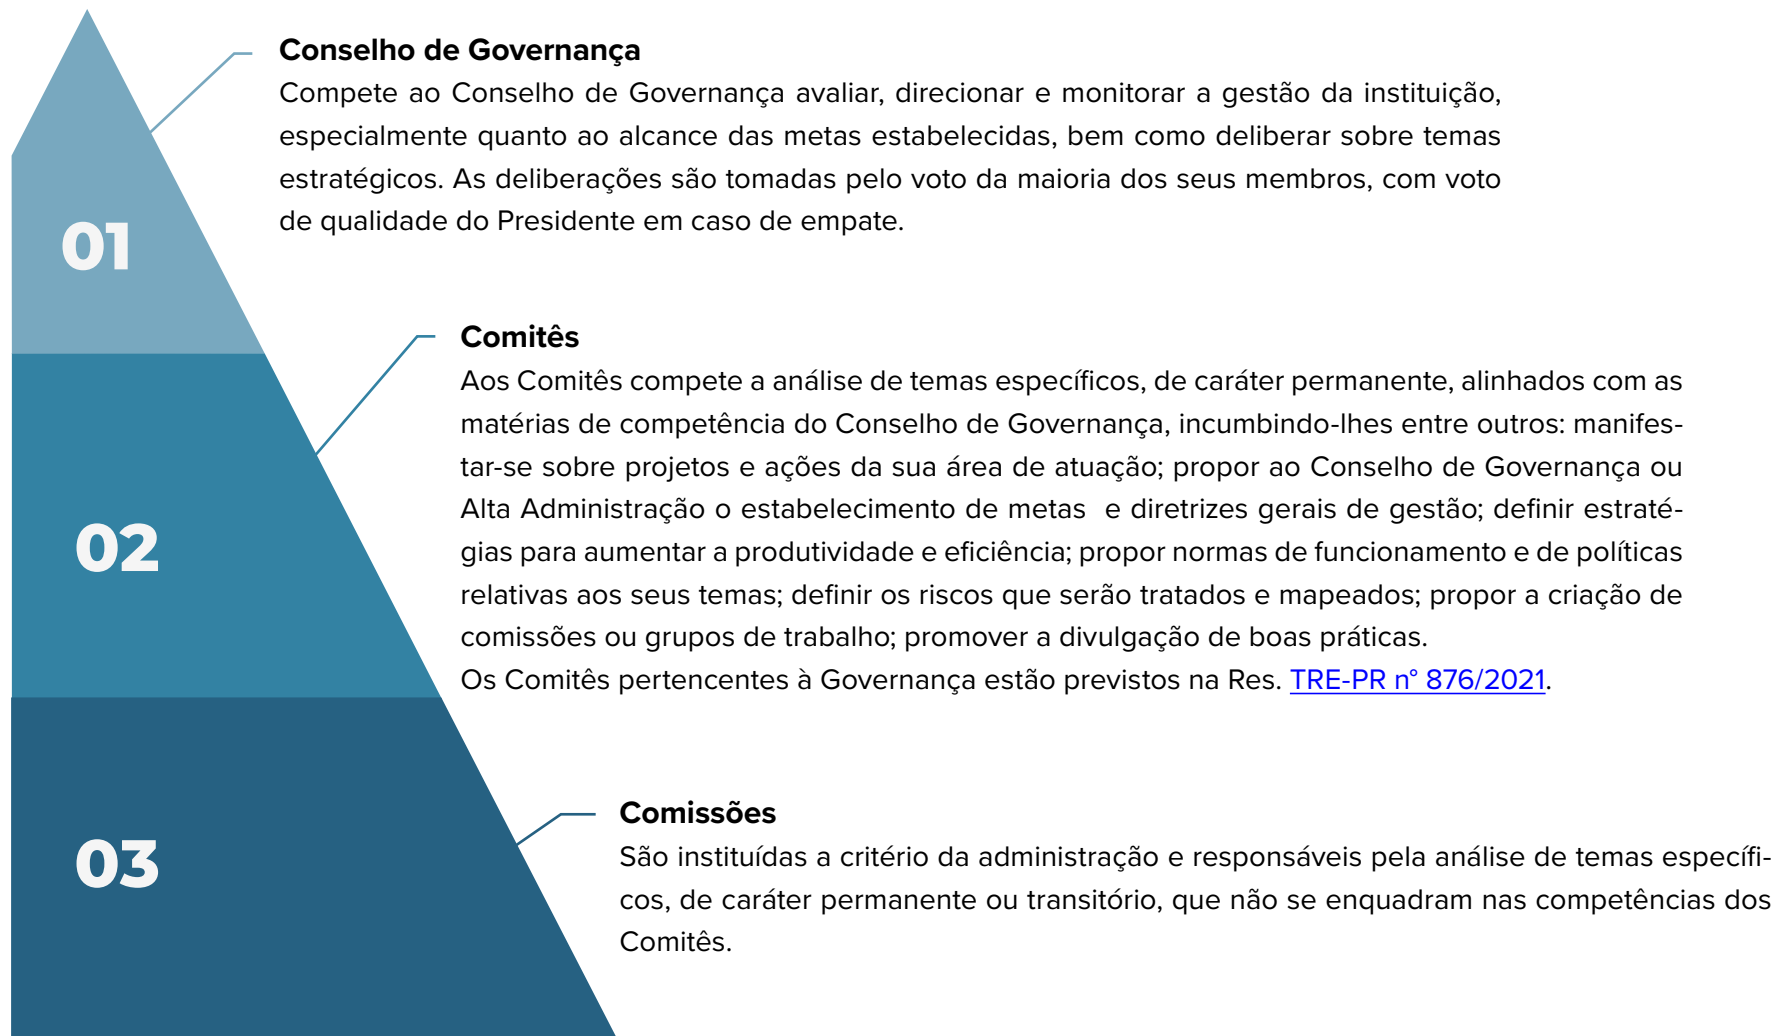 01
Conselho de Governança
Compete ao Conselho de Governança avaliar, direcionar e monitorar a gestão da instituição,
especialmente quanto ao alcance das metas estabelecidas, bem como deliberar sobre temas
estratégicos. As deliberações são tomadas pelo voto da maioria dos seus membros, com voto
de qualidade do Presidente em caso de empate.
02
Comitês
Aos Comitês compete a análise de temas específicos, de caráter permanente, alinhados com as
matérias de competência do Conselho de Governança, incumbindo-lhes entre outros: manifes-
tar-se sobre projetos e ações da sua área de atuação; propor ao Conselho de Governança ou
Alta Administração o estabelecimento de metas  e diretrizes gerais de gestão; definir estraté-
gias para aumentar a produtividade e eficiência; propor normas de funcionamento e de políticas
relativas aos seus temas; definir os riscos que serão tratados e mapeados; propor a criação de
comissões ou grupos de trabalho; promover a divulgação de boas práticas.
Os Comitês pertencentes à Governança estão previstos na Res. TRE-PR n° 876/2021.
03
Comissões
São instituídas a critério da administração e responsáveis pela análise de temas específi-
cos, de caráter permanente ou transitório, que não se enquadram nas competências dos
Comitês.